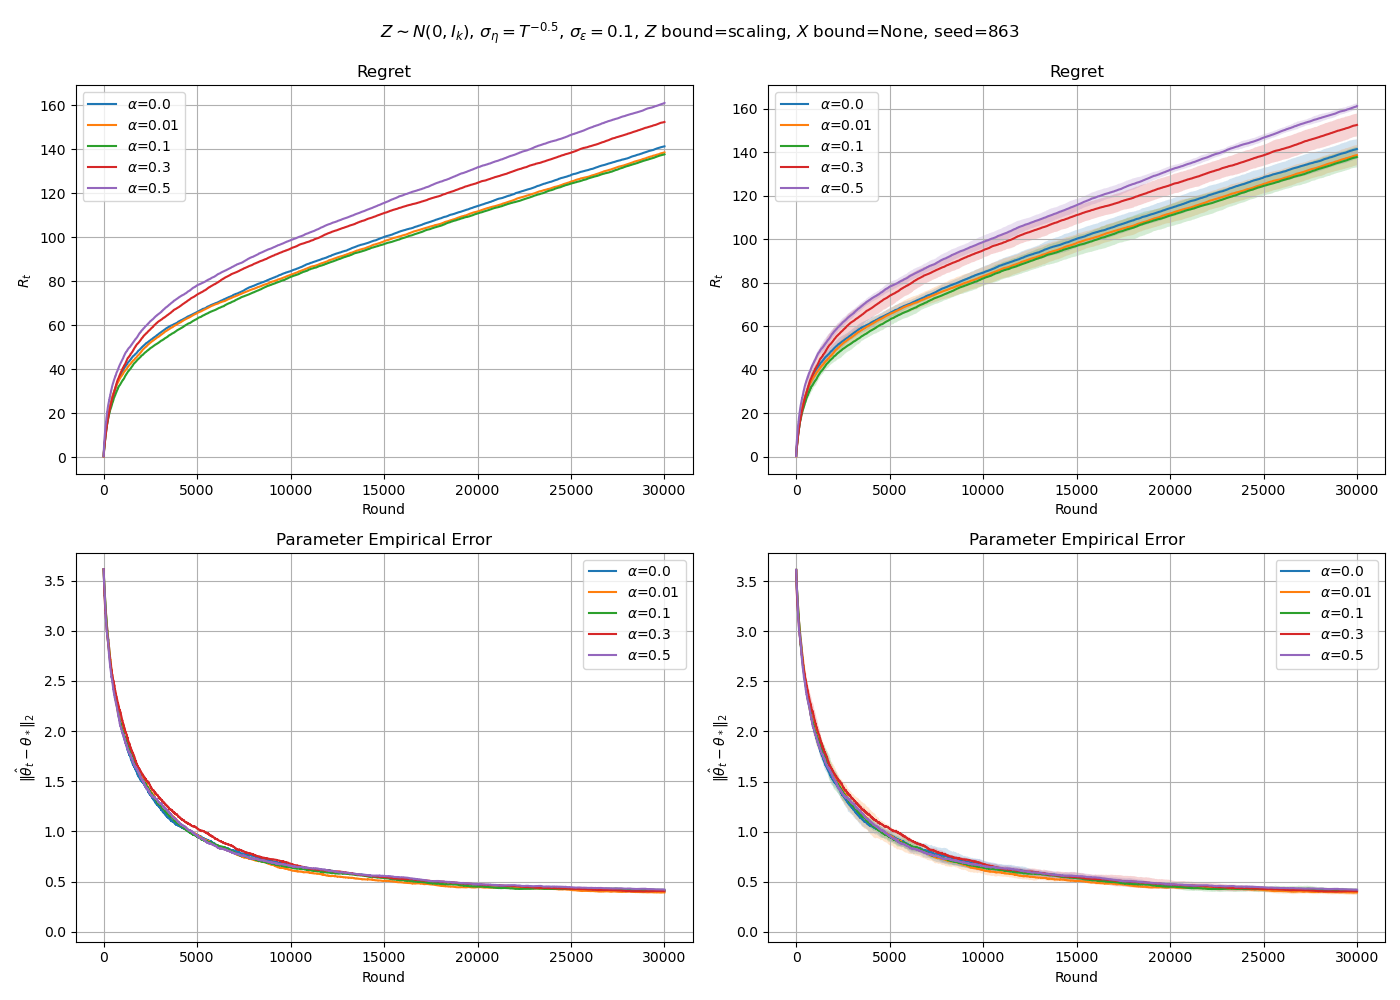 Z ∼ N(0, I_k), σ_η = T^{−0.5}, σ_ε = 0.1, Z bound=scaling, X bound=None, seed=863
Regret
α=0.0
α=0.01
α=0.1
α=0.3
α=0.5
160
140
120
100
80
60
40
20
0
R_t
0 5000 10000 15000 20000 25000 30000
Round
Regret
α=0.0
α=0.01
α=0.1
α=0.3
α=0.5
160
140
120
100
80
60
40
20
0
R_t
0 5000 10000 15000 20000 25000 30000
Round
Parameter Empirical Error
α=0.0
α=0.01
α=0.1
α=0.3
α=0.5
3.5
3.0
2.5
2.0
1.5
1.0
0.5
0.0
‖θ̂_t − θ_*‖_2
0 5000 10000 15000 20000 25000 30000
Round
Parameter Empirical Error
α=0.0
α=0.01
α=0.1
α=0.3
α=0.5
3.5
3.0
2.5
2.0
1.5
1.0
0.5
0.0
‖θ̂_t − θ_*‖_2
0 5000 10000 15000 20000 25000 30000
Round